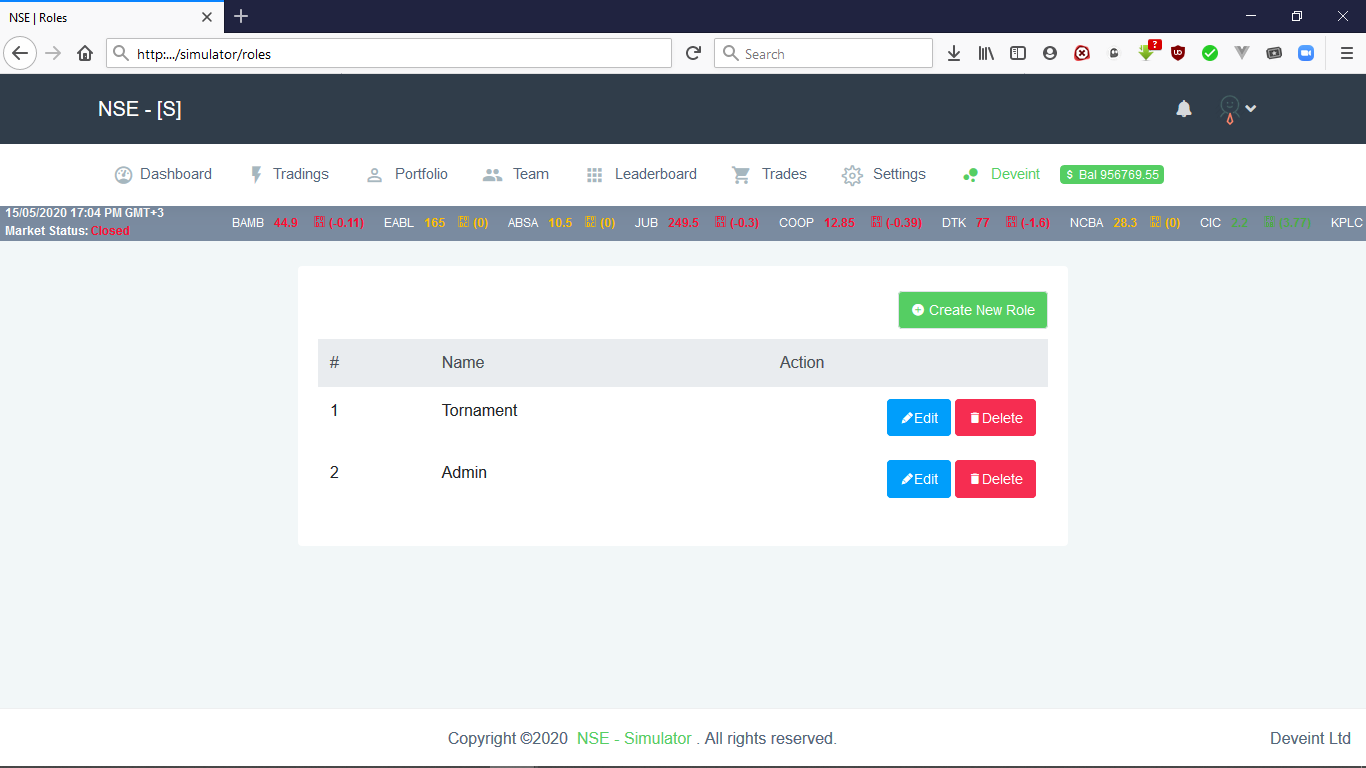 NSE | Roles
http:.../simulator/roles
Search
NSE - [S]
Dashboard Tradings Portfolio Team Leaderboard Trades Settings Deveint $ Bal 956769.55
15/05/2020 17:04 PM GMT+3
Market Status: Closed
BAMB 44.9 (-0.11) EABL 165 (0) ABSA 10.5 (0) JUB 249.5 (-0.3) COOP 12.85 (-0.39) DTK 77 (-1.6) NCBA 28.3 (0) CIC 2.2 (3.77) KPLC
Create New Role
# Name Action
1 Tornament Edit Delete
2 Admin Edit Delete
Copyright ©2020 NSE - Simulator . All rights reserved. Deveint Ltd